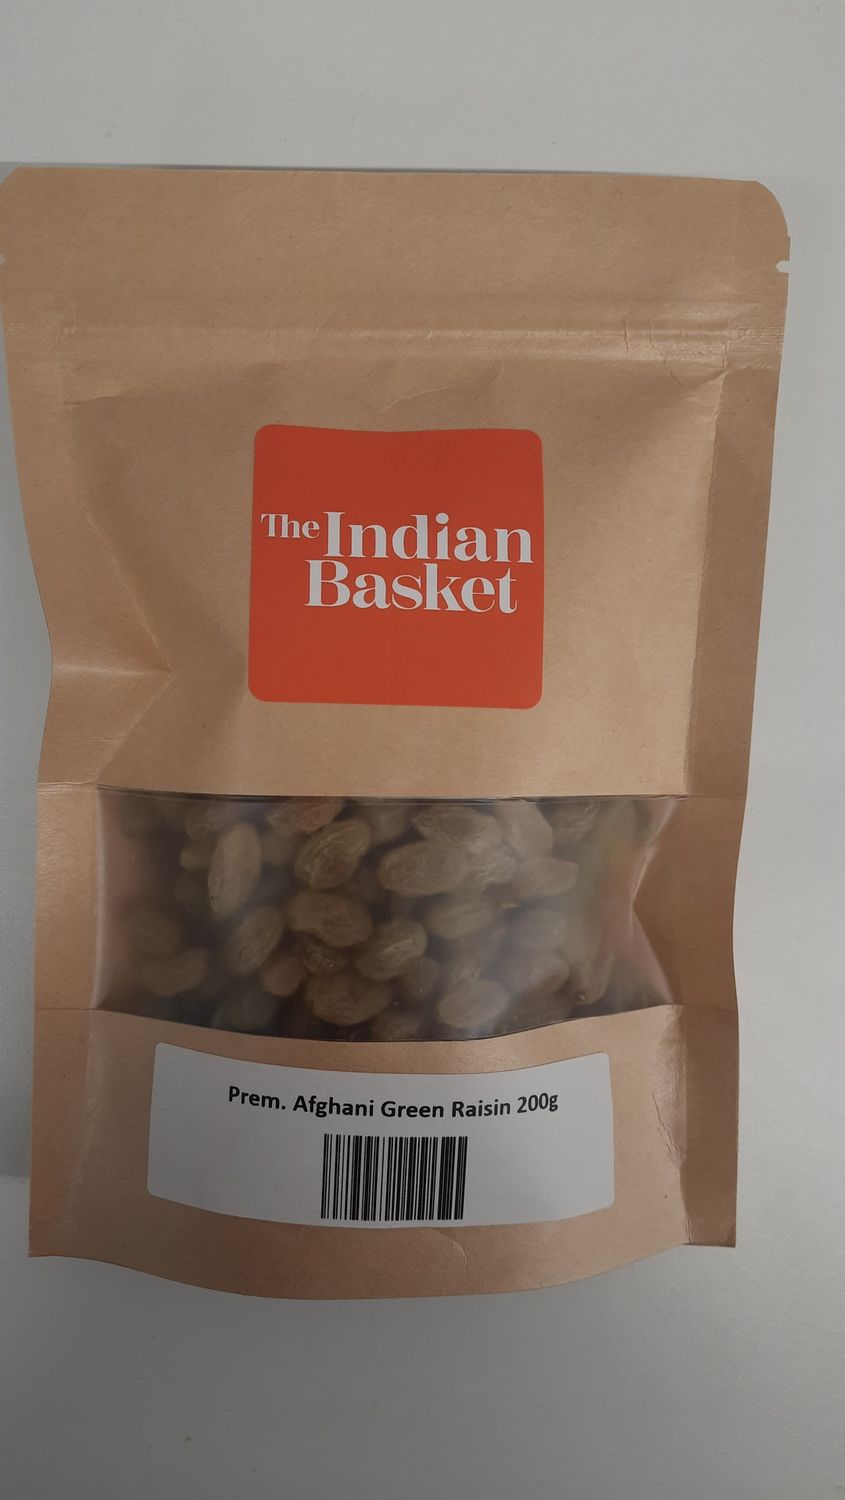 The Indian
Basket
Prem. Afghani Green Raisin 200g